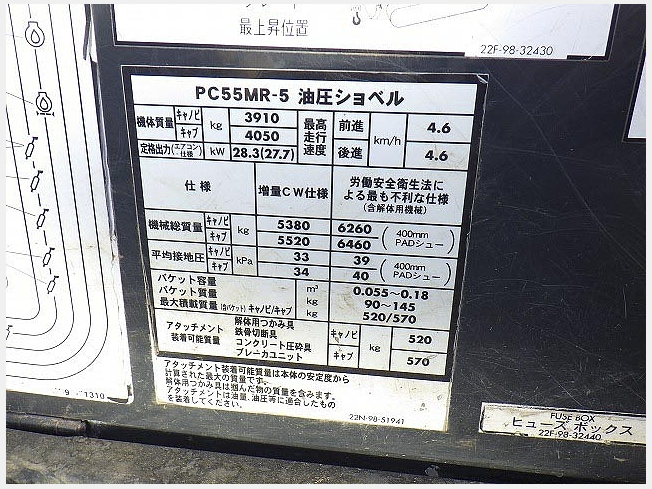 最上昇位置
22F-98-32430
PC55MR-5 油圧ショベル
機体質量 キャノピ kg 3910 最高走行速度 前進 km/h 4.6
キャブ 4050
定格出力(エアコン仕様) kW 28.3(27.7) 後進 4.6
仕様 増量CW仕様 労働安全衛生法に
よる最も不利な仕様
(含解体用機械)
機械総質量 キャノピ kg 5380 6260 (400mm PADシュー)
キャブ 5520 6460
平均接地圧 キャノピ kPa 33 39 (400mm PADシュー)
キャブ 34 40
バケット容量 m³ 0.055~0.18
バケット質量 kg 90~145
最大積載質量 (含バケット) キャノピ/キャブ kg 520/570
アタッチメント装着可能質量 解体用つかみ具 キャノピ kg 520
鉄骨切断具
コンクリート圧砕具 キャブ 570
ブレーカユニット
アタッチメント装着可能質量は本体の安定度から
計算された最大の質量です。
解体用つかみ具は掴んだ物の質量を含みます。
アタッチメントは油量、油圧等に適合したもの
を装着してください。
22N-98-51941
FUSE BOX
ヒューズ ボックス
22F-98-32440
1310